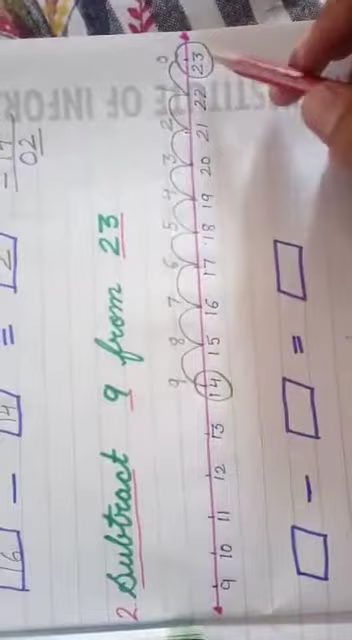 16 - 14 = 2
02
2. Subtract 9 from 23
9 8 7 6 5 4 3 2 1 0
9 10 11 12 13 14 15 16 17 18 19 20 21 22 23
- =